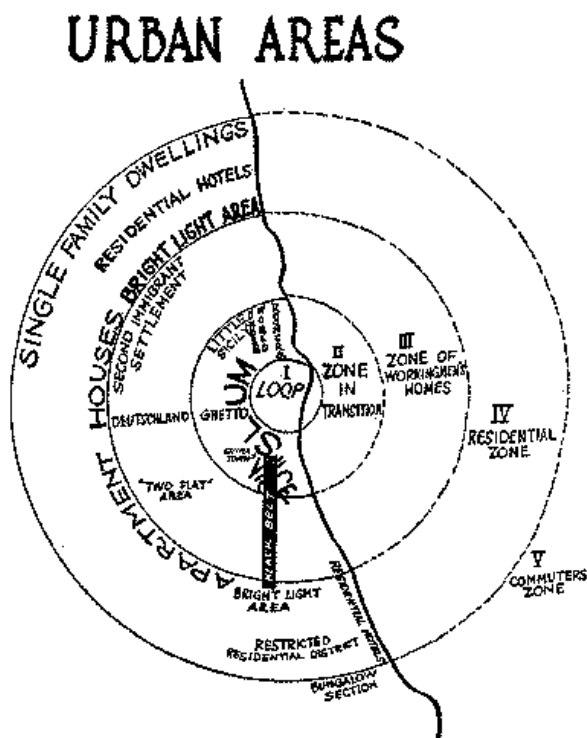 URBAN AREAS
SINGLE FAMILY DWELLINGS
RESIDENTIAL HOTELS
BRIGHT LIGHT AREA
SECOND IMMIGRANT
SETTLEMENT
APARTMENT HOUSES
LITTLE
SICILY
I
LOOP
II
ZONE
IN
TRANSITION
III
ZONE OF
WORKINGMEN'S
HOMES
IV
RESIDENTIAL
ZONE
V
COMMUTERS
ZONE
DEUTSCHLAND
GHETTO
SLUM
"TWO FLAT"
AREA
BLACK BELT
BRIGHT LIGHT
AREA
RESIDENTIAL HOTELS
RESTRICTED
RESIDENTIAL DISTRICT
BUNGALOW
SECTION